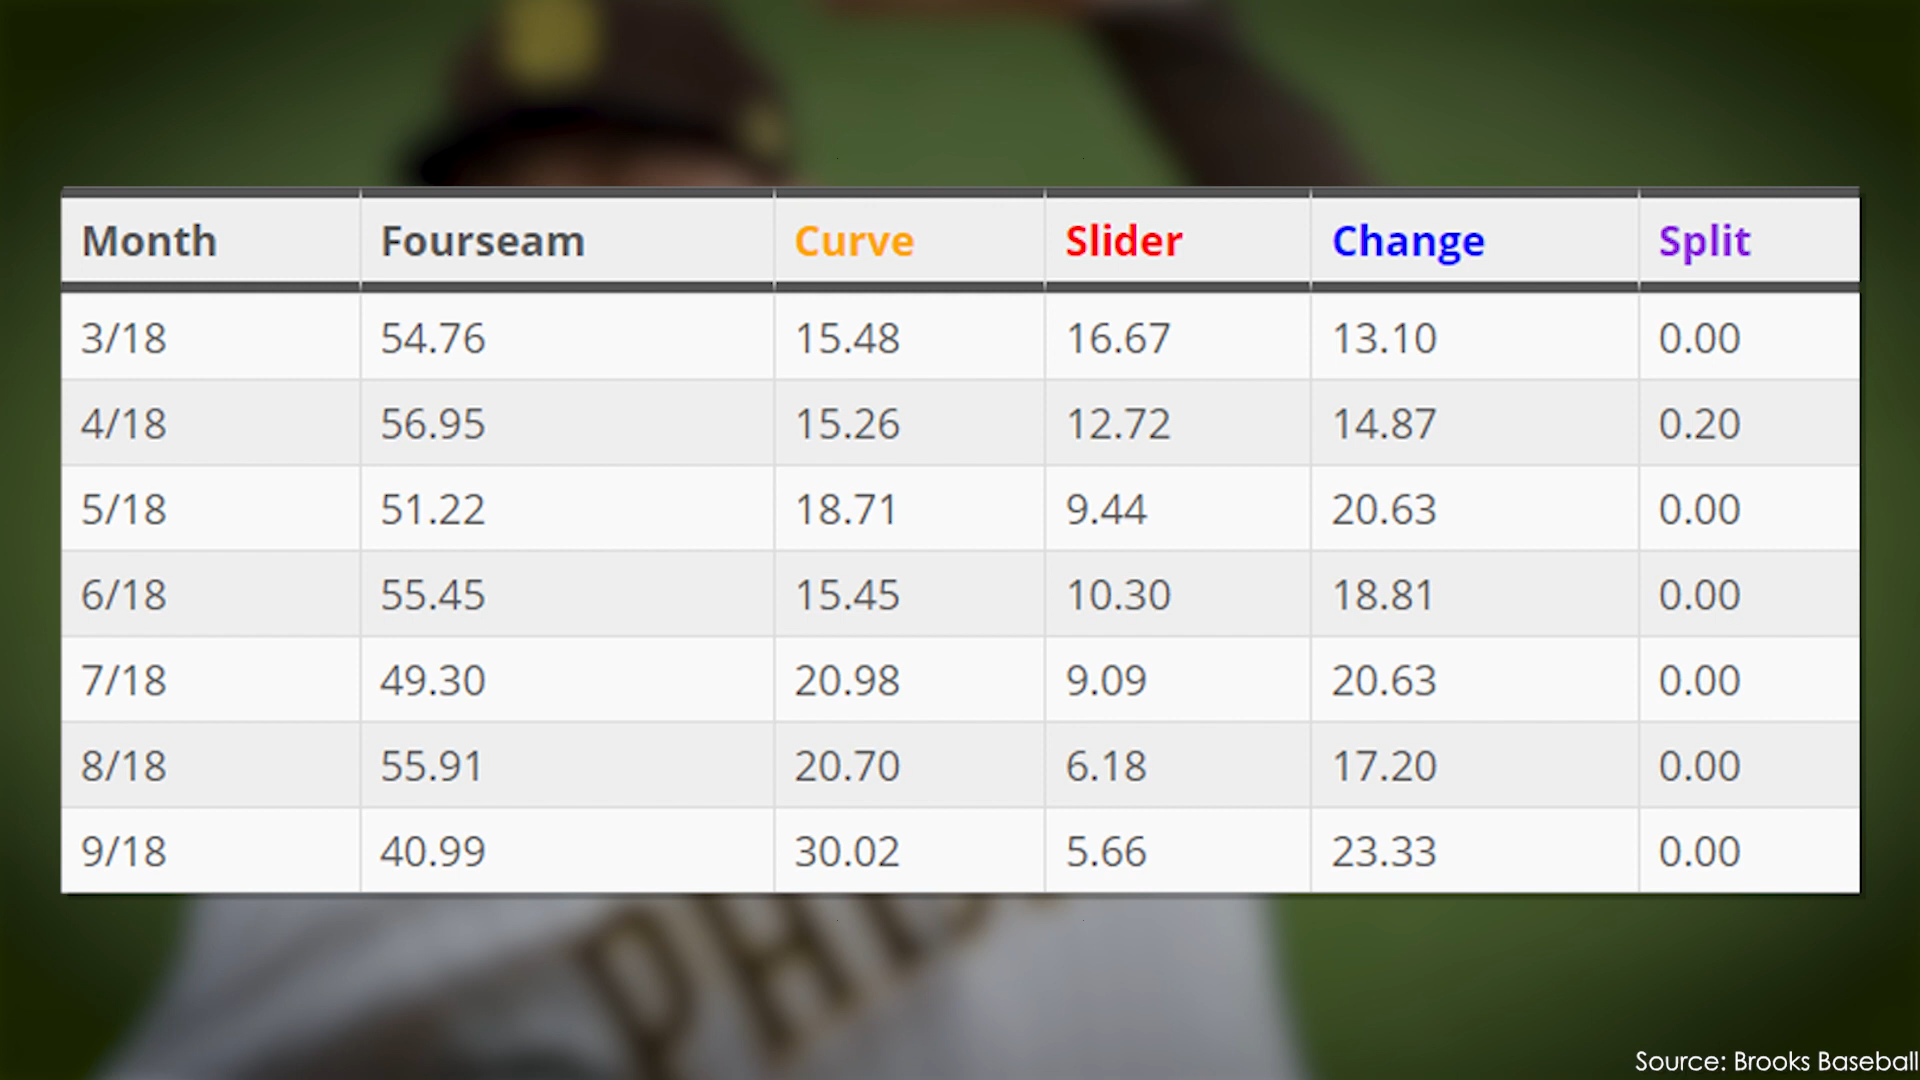 Month Fourseam Curve Slider Change Split
3/18 54.76 15.48 16.67 13.10 0.00
4/18 56.95 15.26 12.72 14.87 0.20
5/18 51.22 18.71 9.44 20.63 0.00
6/18 55.45 15.45 10.30 18.81 0.00
7/18 49.30 20.98 9.09 20.63 0.00
8/18 55.91 20.70 6.18 17.20 0.00
9/18 40.99 30.02 5.66 23.33 0.00
Source: Brooks Baseball